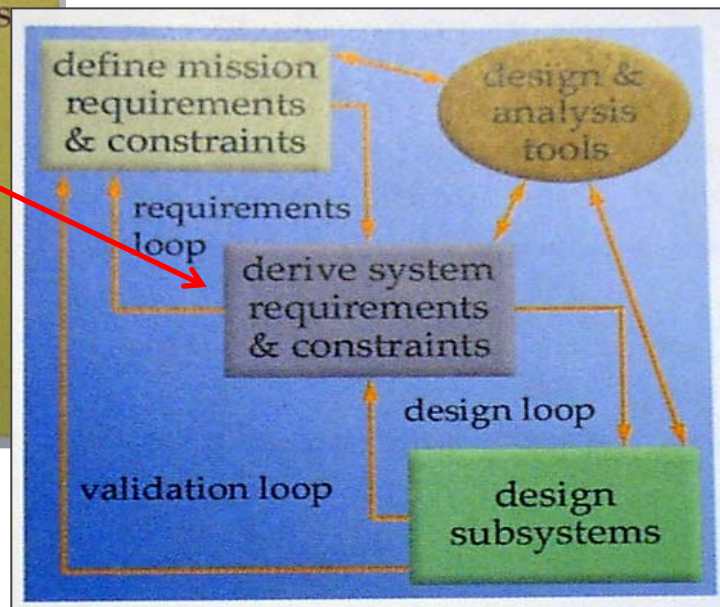 s
define mission
requirements
& constraints
design &
analysis
tools
requirements
loop
derive system
requirements
& constraints
design loop
validation loop
design
subsystems